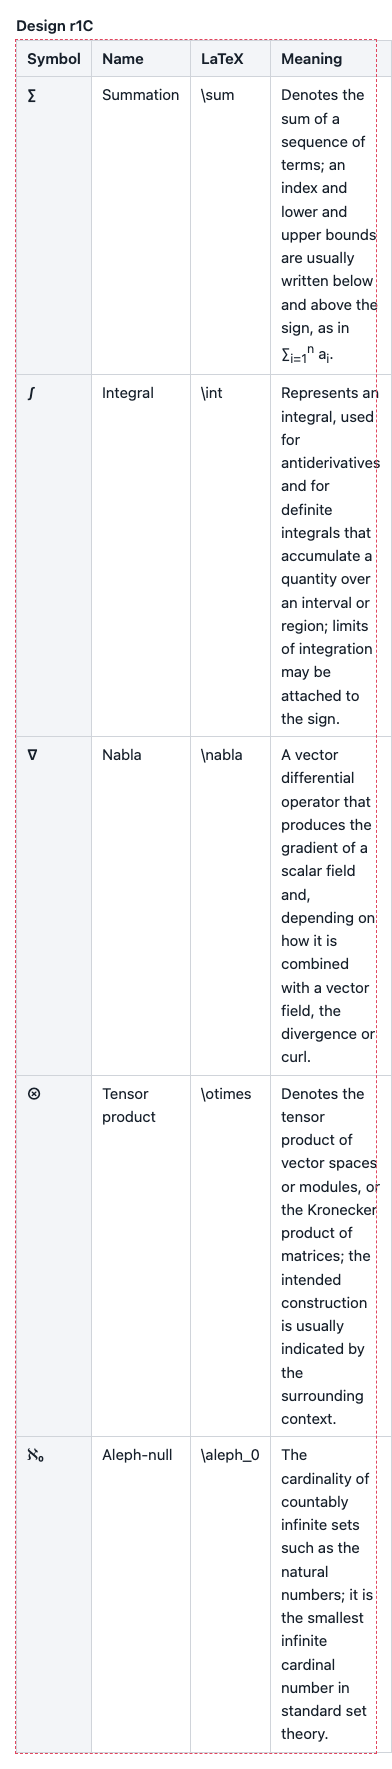 Design r1C
Symbol Name LaTeX Meaning
∑ Summation \sum Denotes the
sum of a
sequence of
terms; an
index and
lower and
upper bounds
are usually
written below
and above the
sign, as in
∑i=1n ai.
∫ Integral \int Represents an
integral, used
for
antiderivatives
and for
definite
integrals that
accumulate a
quantity over
an interval or
region; limits
of integration
may be
attached to
the sign.
∇ Nabla \nabla A vector
differential
operator that
produces the
gradient of a
scalar field
and,
depending on
how it is
combined
with a vector
field, the
divergence or
curl.
⊗ Tensor \otimes Denotes the
product tensor
product of
vector spaces
or modules, or
the Kronecker
product of
matrices; the
intended
construction
is usually
indicated by
the
surrounding
context.
ℵ₀ Aleph-null \aleph_0 The
cardinality of
countably
infinite sets
such as the
natural
numbers; it is
the smallest
infinite
cardinal
number in
standard set
theory.